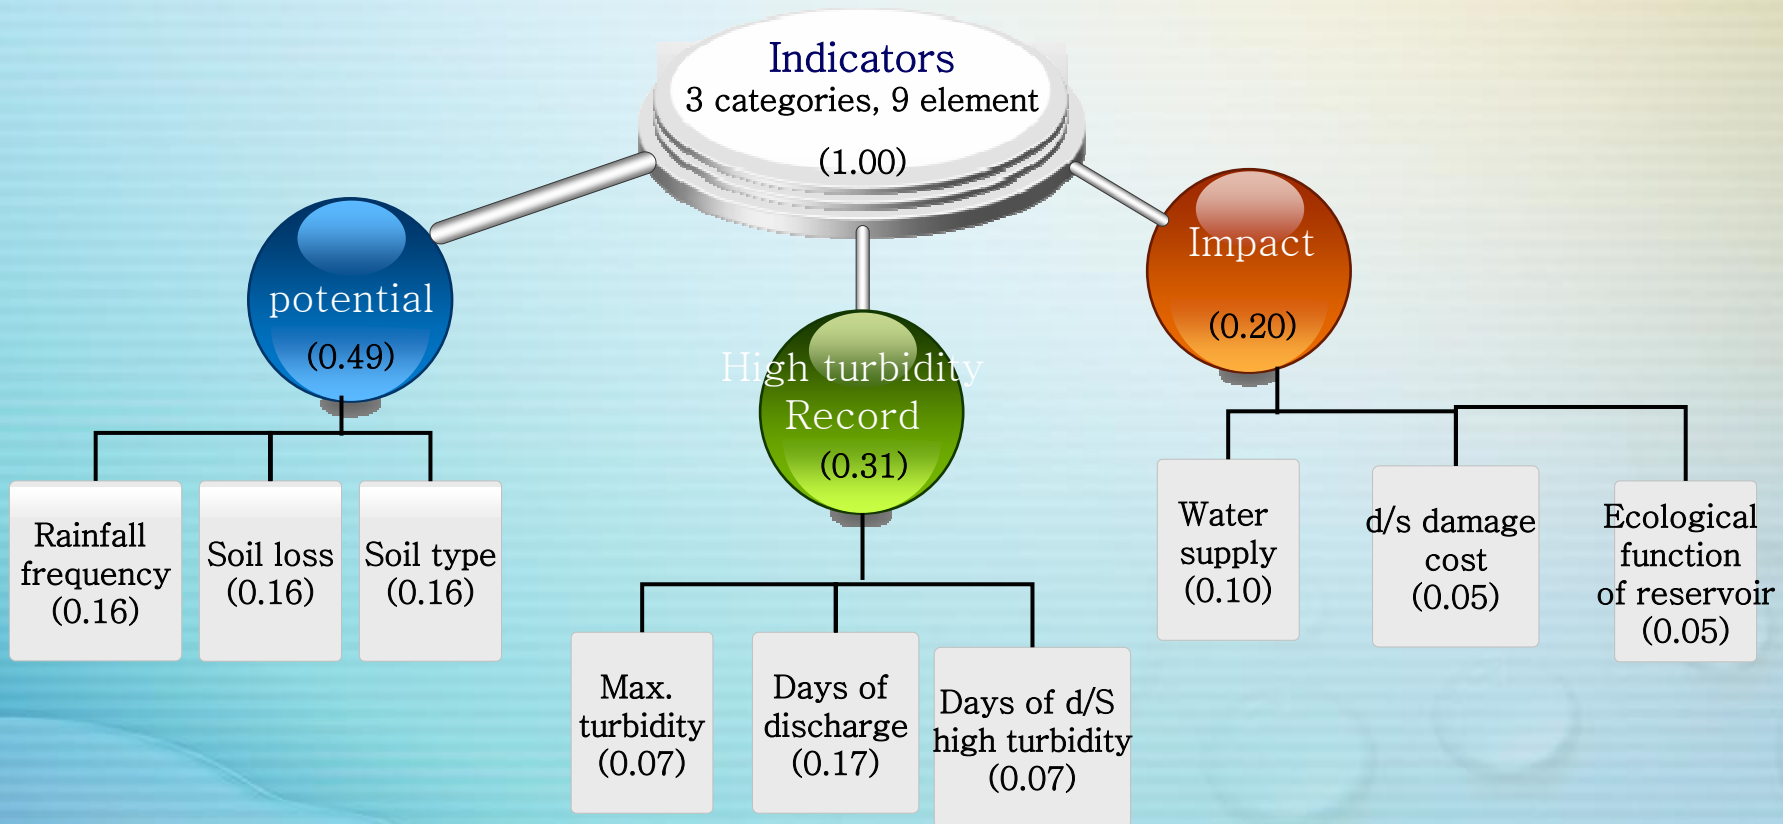 Indicators
3 categories, 9 element
(1.00)
potential
(0.49)
High turbidity
Record
(0.31)
Impact
(0.20)
Rainfall
frequency
(0.16)
Soil loss
(0.16)
Soil type
(0.16)
Max.
turbidity
(0.07)
Days of
discharge
(0.17)
Days of d/S
high turbidity
(0.07)
Water
supply
(0.10)
d/s damage
cost
(0.05)
Ecological
function
of reservoir
(0.05)